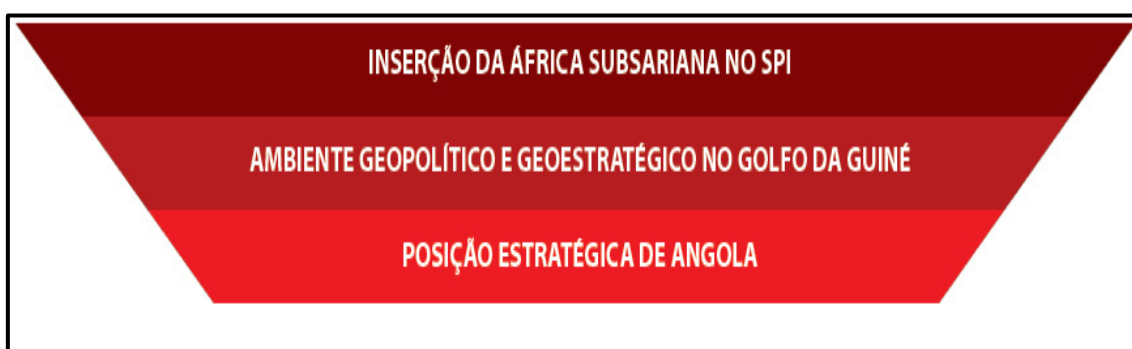 INSERÇÃO DA ÁFRICA SUBSARIANA NO SPI
AMBIENTE GEOPOLÍTICO E GEOESTRATÉGICO NO GOLFO DA GUINÉ
POSIÇÃO ESTRATÉGICA DE ANGOLA